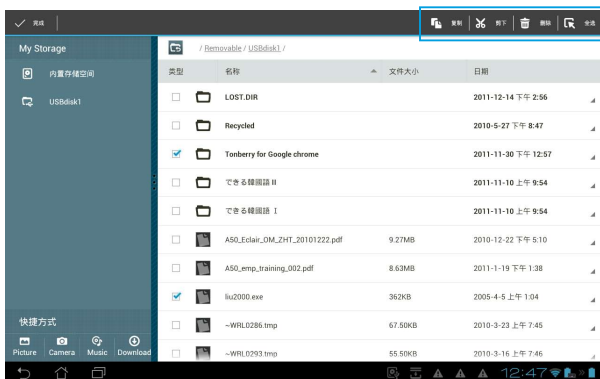 完成 复制 剪下 删除 全选
My Storage / Removable / USBdisk1 /
内置存储空间
USBdisk1
类型 名称 文件大小 日期
LOST.DIR 2011-12-14 下午 2:56
Recycled 2010-5-27 下午 8:47
Tonberry for Google chrome 2011-11-30 下午 12:57
できる韓国語 II 2011-11-10 上午 9:54
できる韓国語 I 2011-11-10 上午 9:54
A50_Eclair_OM_ZHT_20101222.pdf 9.27MB 2010-12-22 下午 5:10
A50_emp_training_002.pdf 8.63MB 2011-1-19 下午 1:38
liu2000.exe 362KB 2005-4-5 上午 1:04
~WRL0286.tmp 67.50KB 2010-3-23 上午 7:45
~WRL0293.tmp 55.50KB 2010-3-16 上午 7:46
快捷方式
Picture Camera Music Download
12:47